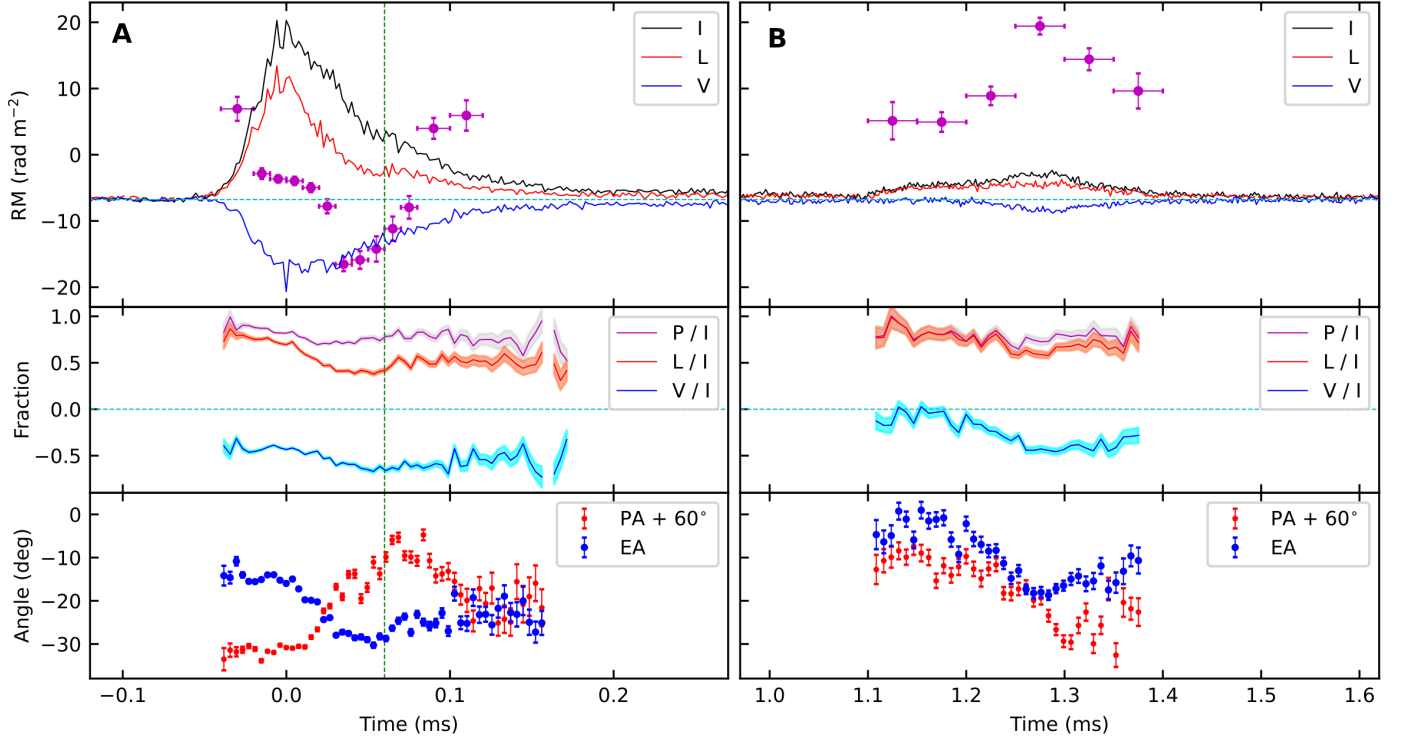 A
I
L
V
B
I
L
V
RM (rad m⁻²)
20
10
0
−10
−20
P / I
L / I
V / I
P / I
L / I
V / I
Fraction
1.0
0.5
0.0
−0.5
PA + 60°
EA
PA + 60°
EA
Angle (deg)
0
−10
−20
−30
−0.1 0.0 0.1 0.2
1.0 1.1 1.2 1.3 1.4 1.5 1.6
Time (ms)
Time (ms)